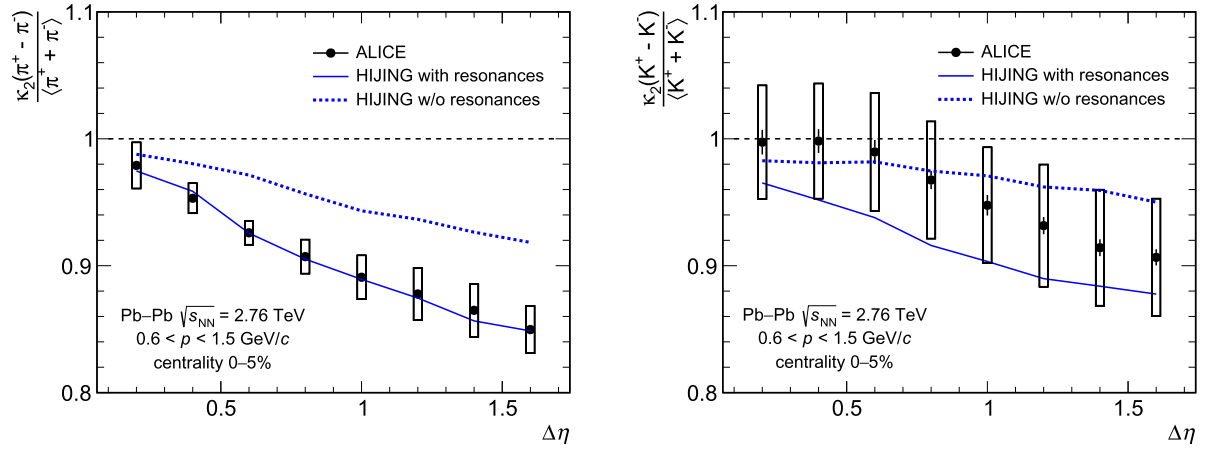 κ₂(π⁺ - π⁻)
⟨π⁺ + π⁻⟩
1.1
1
0.9
0.8
ALICE
HIJING with resonances
HIJING w/o resonances
Pb–Pb √sNN = 2.76 TeV
0.6 < p < 1.5 GeV/c
centrality 0–5%
0.5
1
1.5
Δη
κ₂(K⁺ - K⁻)
⟨K⁺ + K⁻⟩
1.1
1
0.9
0.8
ALICE
HIJING with resonances
HIJING w/o resonances
Pb–Pb √sNN = 2.76 TeV
0.6 < p < 1.5 GeV/c
centrality 0–5%
0.5
1
1.5
Δη